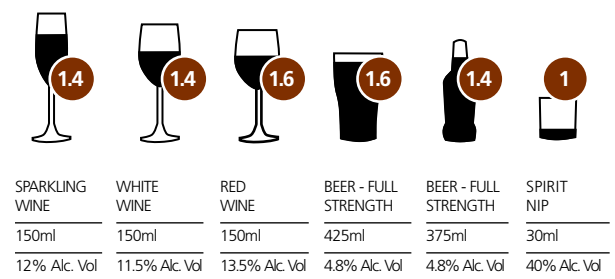 1.4 1.4 1.6 1.6 1.4 1
SPARKLING WHITE RED BEER - FULL BEER - FULL SPIRIT
WINE WINE WINE STRENGTH STRENGTH NIP
150ml 150ml 150ml 425ml 375ml 30ml
12% Alc. Vol 11.5% Alc. Vol 13.5% Alc. Vol 4.8% Alc. Vol 4.8% Alc. Vol 40% Alc. Vol